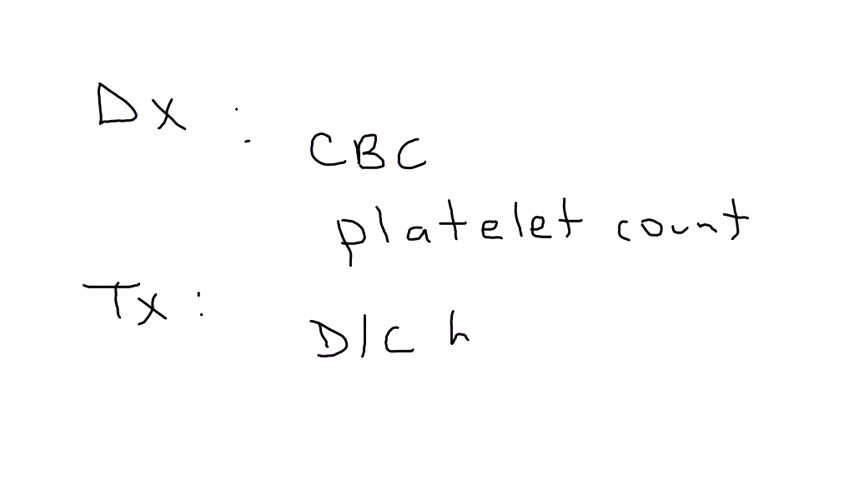 Dx :
CBC
platelet count
Tx :
D/C h